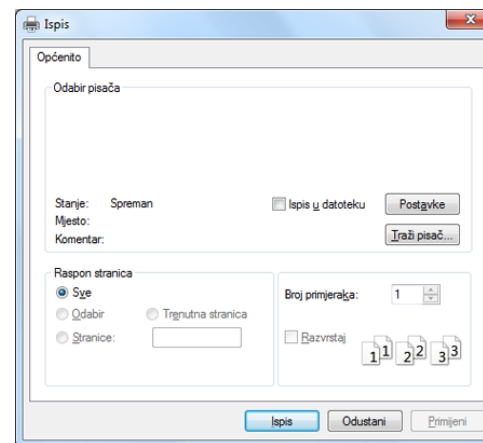 Ispis
Općenito
Odabir pisača
Stanje: Spreman
Ispis u datoteku
Postavke
Mjesto:
Komentar:
Traži pisač...
Raspon stranica
Sve
Odabir
Trenutna stranica
Stranice:
Broj primjeraka: 1
Razvrstaj
1 1 2 2 3 3
Ispis
Odustani
Primijeni